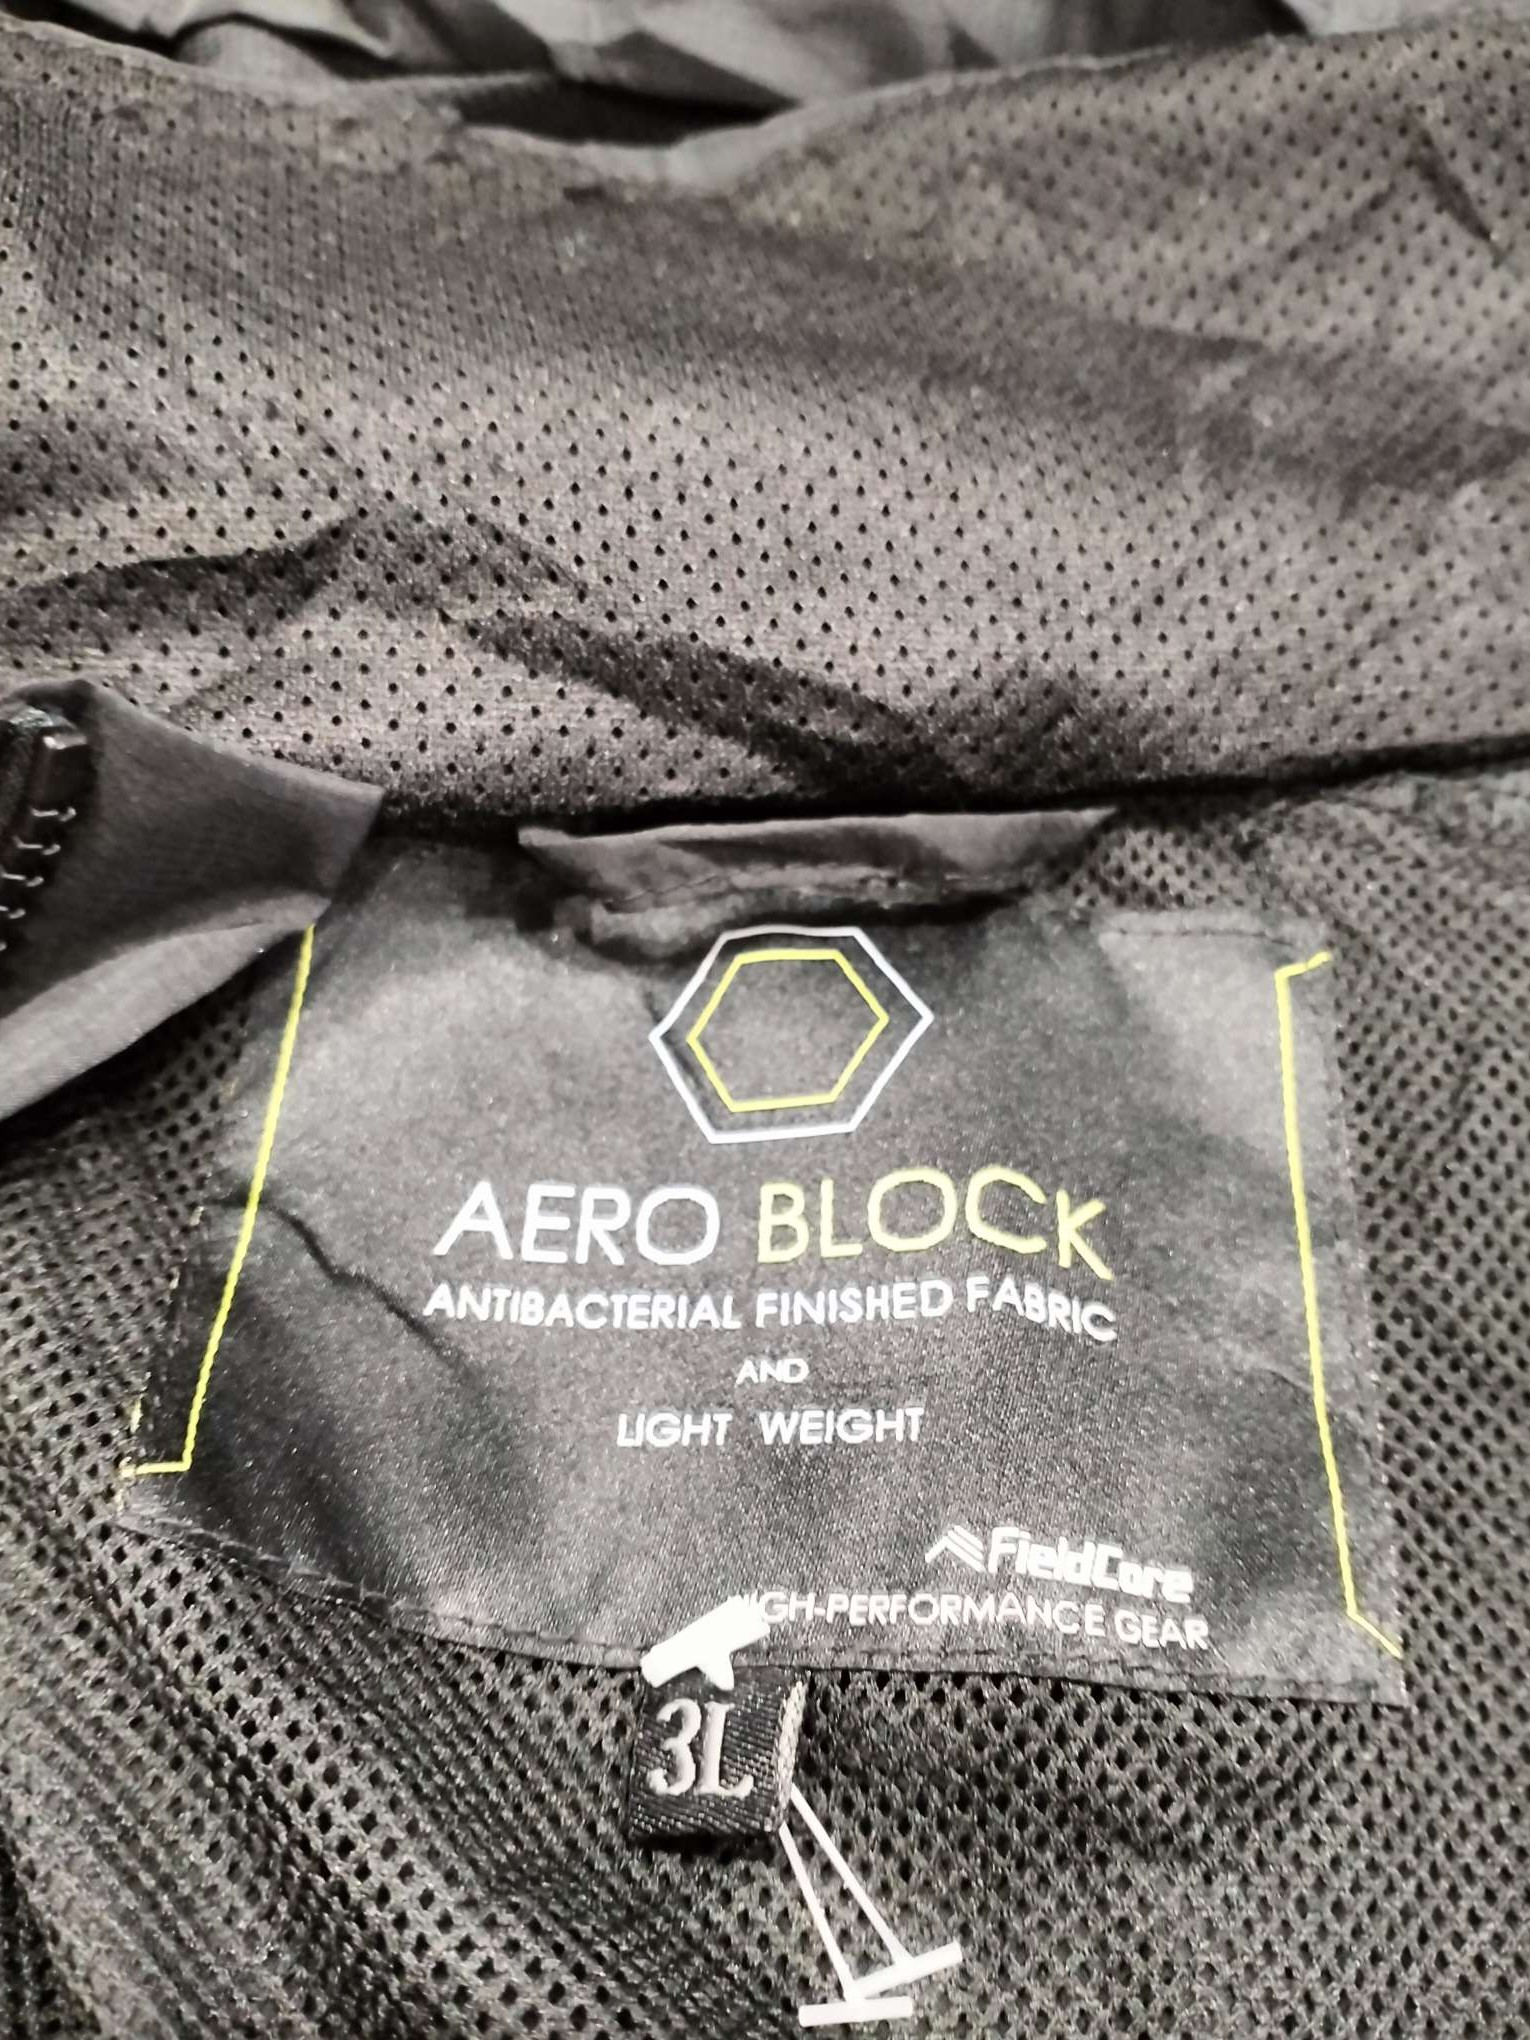 AERO BLOCK
ANTIBACTERIAL FINISHED FABRIC
AND
LIGHT WEIGHT
FieldCore
HIGH-PERFORMANCE GEAR
3L